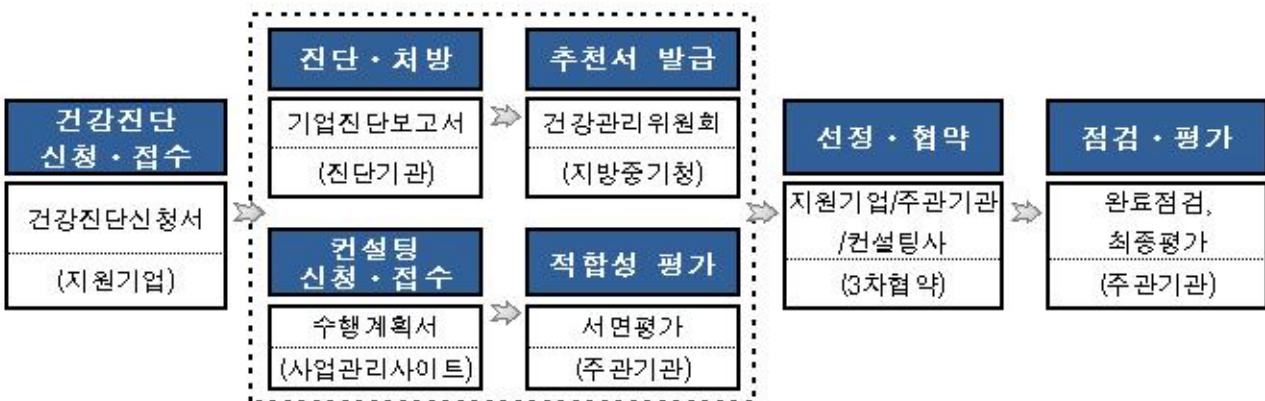 건강진단
신청・접수
건강진단신청서
(지원기업)
진단・처방
기업진단보고서
(진단기관)
추천서 발급
건강관리위원회
(지방중기청)
컨설팅
신청・접수
수행계획서
(사업관리사이트)
적합성 평가
서면평가
(주관기관)
선정・협약
지원기업/주관기관
/컨설팅사
(3차협약)
점검・평가
완료점검,
최종평가
(주관기관)